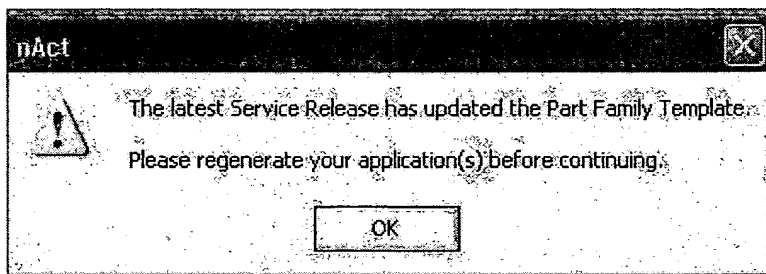 nAct
The latest Service Release has updated the Part Family Template.
Please regenerate your application(s) before continuing.
OK